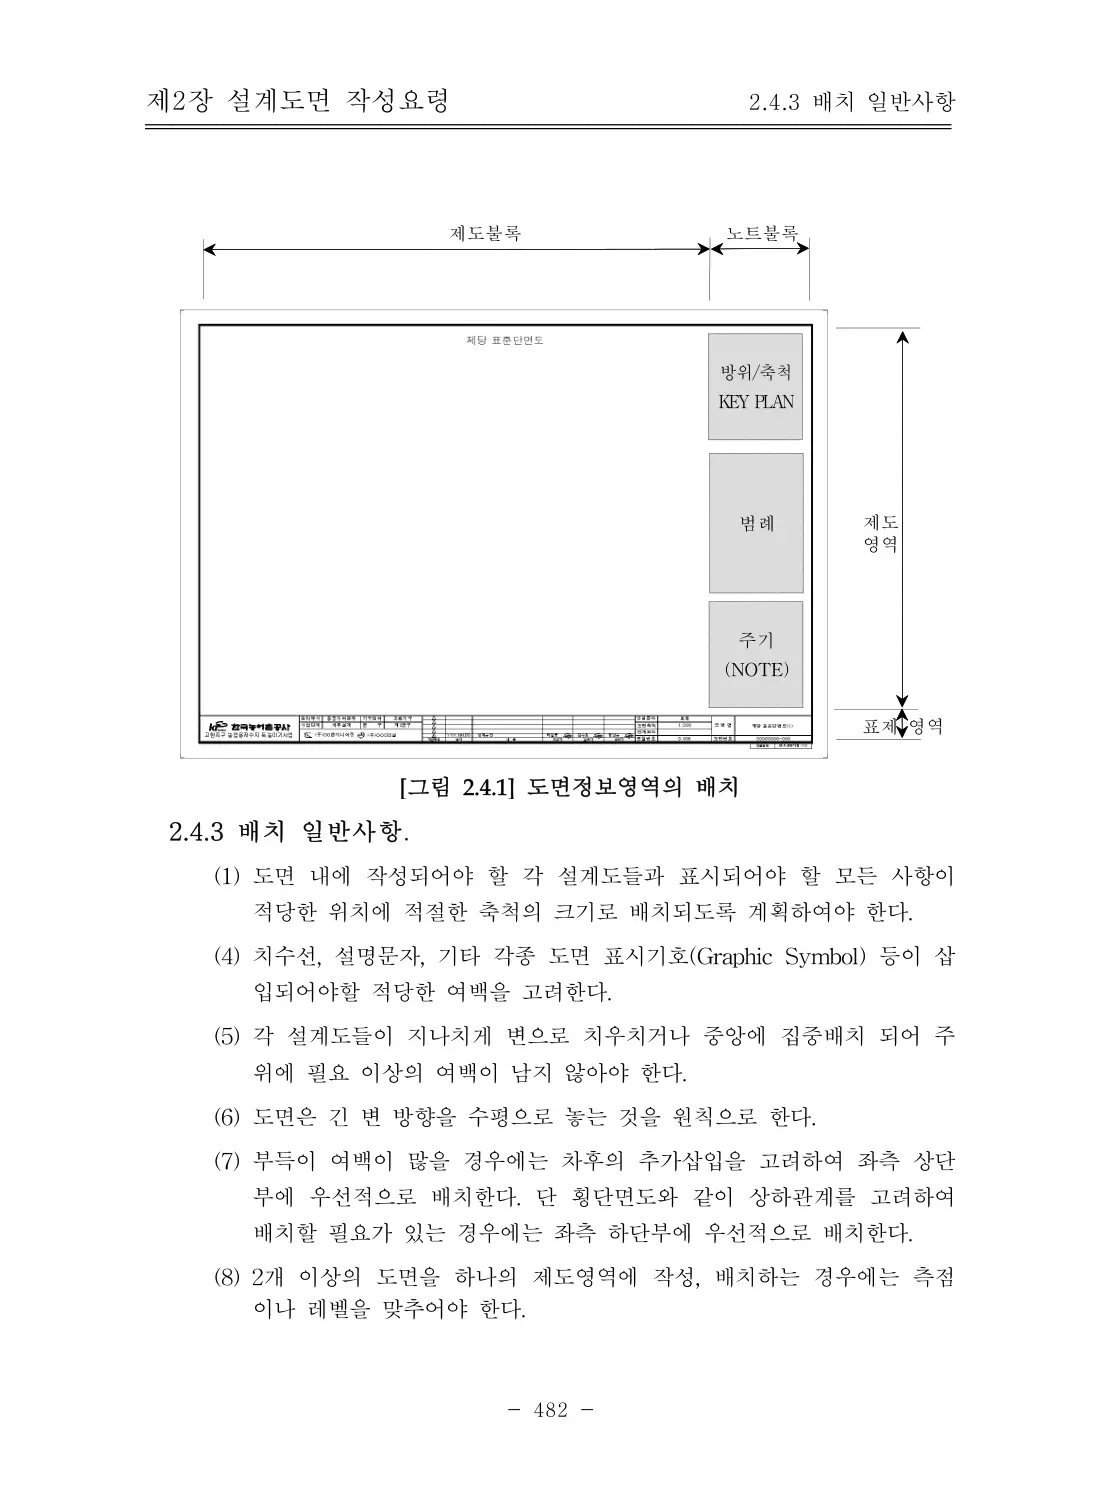 제2장 설계도면 작성요령
2.4.3 배치 일반사항
제도블록
노트블록
제당 표준단면도
방위/축척
KEY PLAN
범례
주기
(NOTE)
제도
영역
표제 영역
한국농어촌공사
[그림 2.4.1] 도면정보영역의 배치
2.4.3 배치 일반사항.
(1) 도면 내에 작성되어야 할 각 설계도들과 표시되어야 할 모든 사항이
적당한 위치에 적절한 축척의 크기로 배치되도록 계획하여야 한다.
(4) 치수선, 설명문자, 기타 각종 도면 표시기호(Graphic Symbol) 등이 삽
입되어야할 적당한 여백을 고려한다.
(5) 각 설계도들이 지나치게 변으로 치우치거나 중앙에 집중배치 되어 주
위에 필요 이상의 여백이 남지 않아야 한다.
(6) 도면은 긴 변 방향을 수평으로 놓는 것을 원칙으로 한다.
(7) 부득이 여백이 많을 경우에는 차후의 추가삽입을 고려하여 좌측 상단
부에 우선적으로 배치한다. 단 횡단면도와 같이 상하관계를 고려하여
배치할 필요가 있는 경우에는 좌측 하단부에 우선적으로 배치한다.
(8) 2개 이상의 도면을 하나의 제도영역에 작성, 배치하는 경우에는 측점
이나 레벨을 맞추어야 한다.
- 482 -